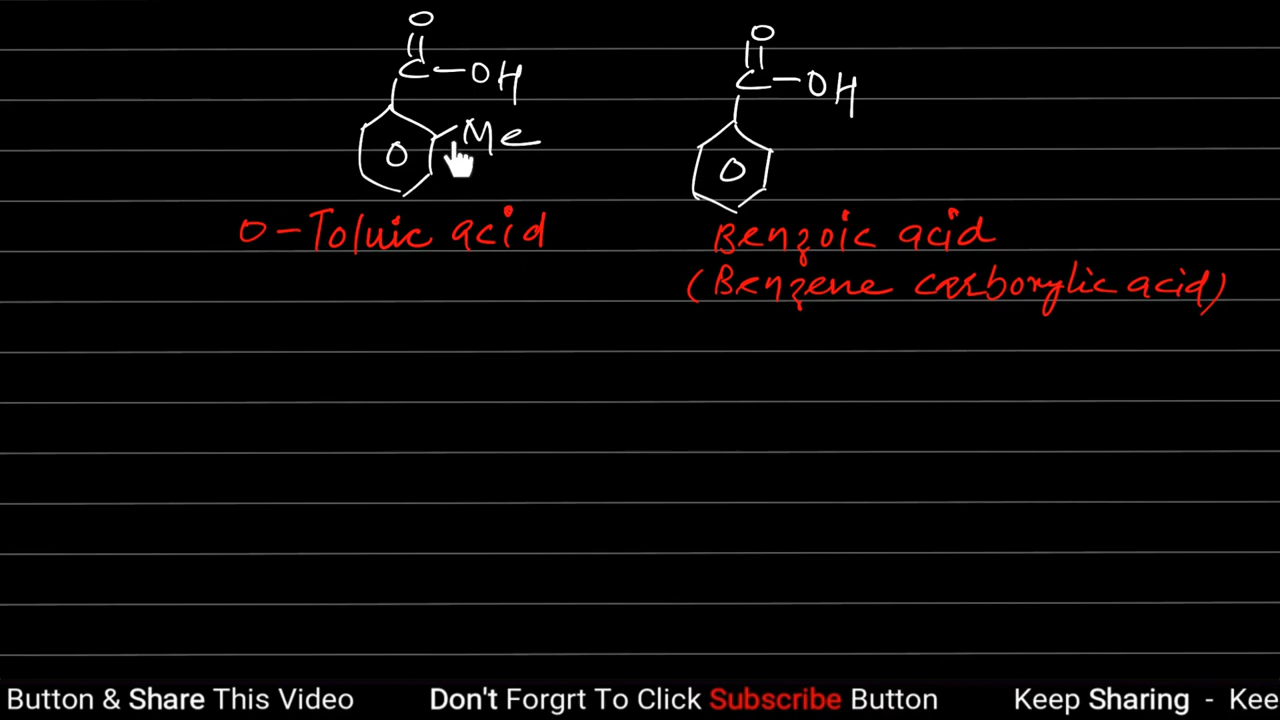 O
C-OH
Me
O
O
C-OH
O
O-Toluic acid
Benzoic acid
(Benzene carboxylic acid)
Button & Share This Video Don't Forgrt To Click Subscribe Button Keep Sharing - Kee